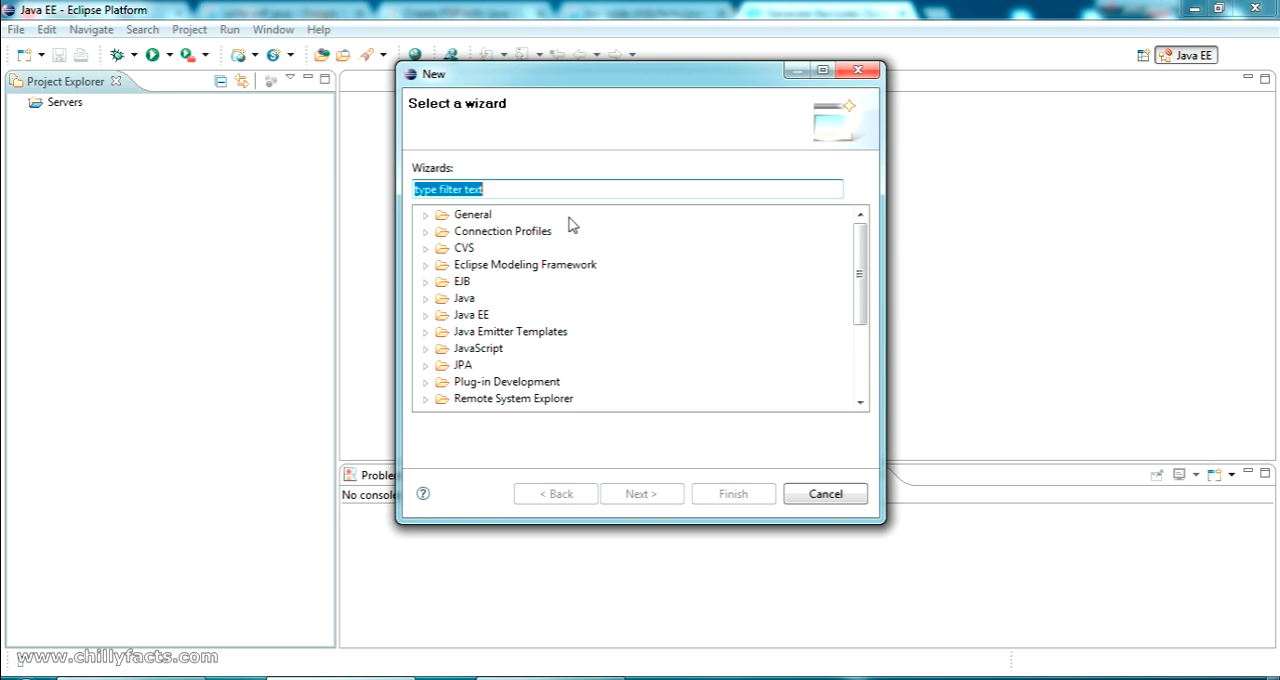 Java EE - Eclipse Platform
File Edit Navigate Search Project Run Window Help
Java EE
Project Explorer
Servers
New
Select a wizard
Wizards:
type filter text
General
Connection Profiles
CVS
Eclipse Modeling Framework
EJB
Java
Java EE
Java Emitter Templates
JavaScript
JPA
Plug-in Development
Remote System Explorer
Proble
No console
< Back Next > Finish Cancel
www.chillyfacts.com